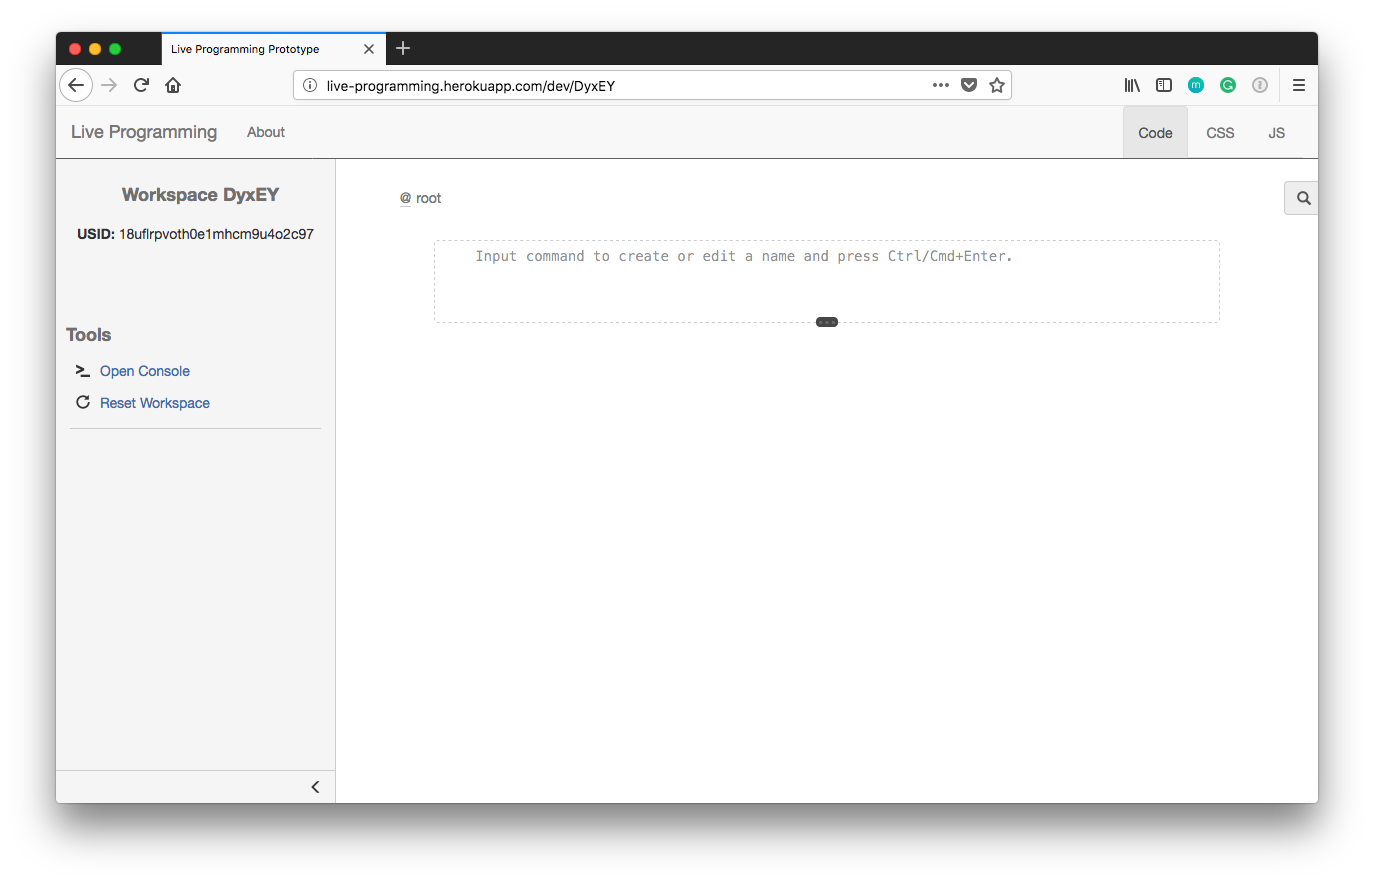 Live Programming Prototype
live-programming.herokuapp.com/dev/DyxEY
Live Programming About Code CSS JS
Workspace DyxEY
USID: 18uflrpvoth0e1mhcm9u4o2c97
@ root
Input command to create or edit a name and press Ctrl/Cmd+Enter.
Tools
Open Console
Reset Workspace